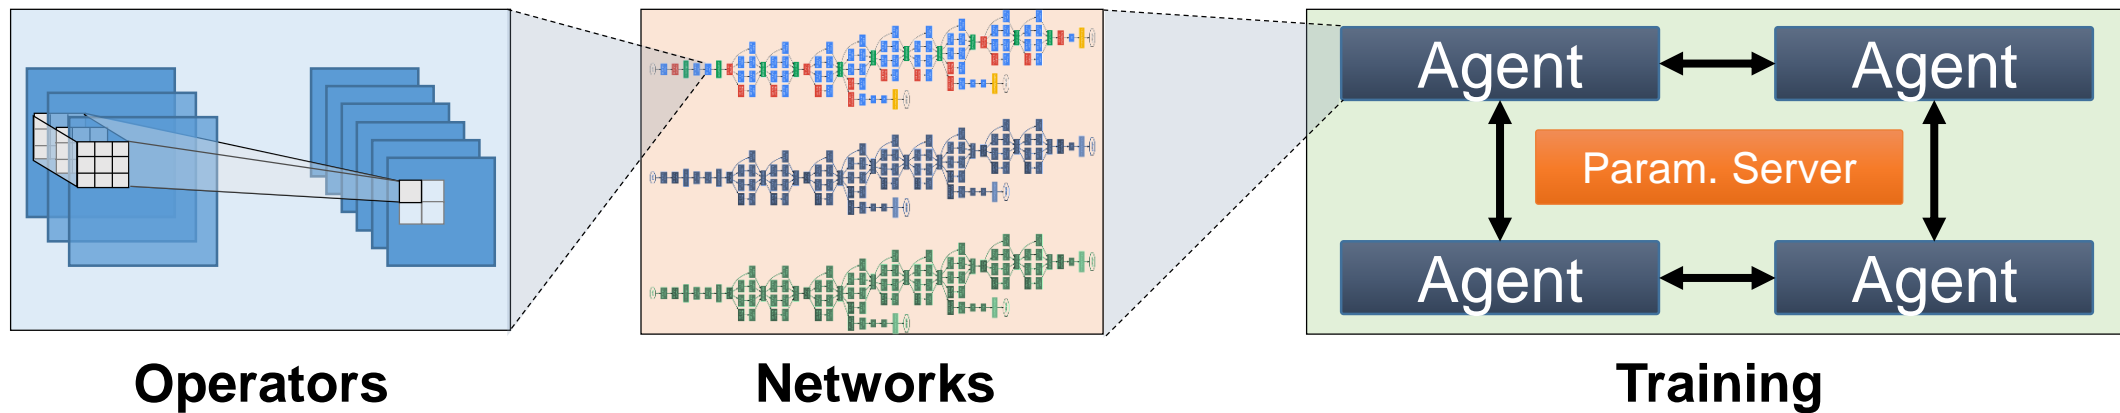 Agent
Agent
Param. Server
Agent
Agent
Operators
Networks
Training